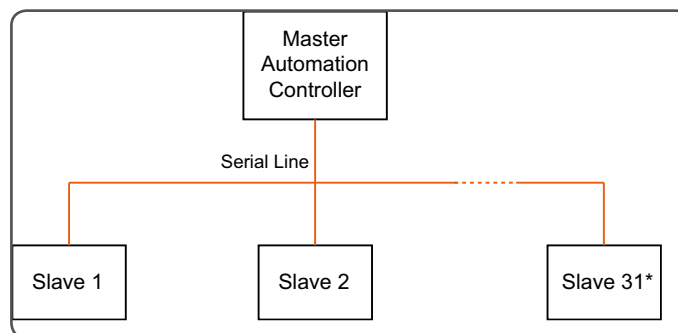 Master
Automation
Controller
Serial Line
Slave 1
Slave 2
Slave 31*